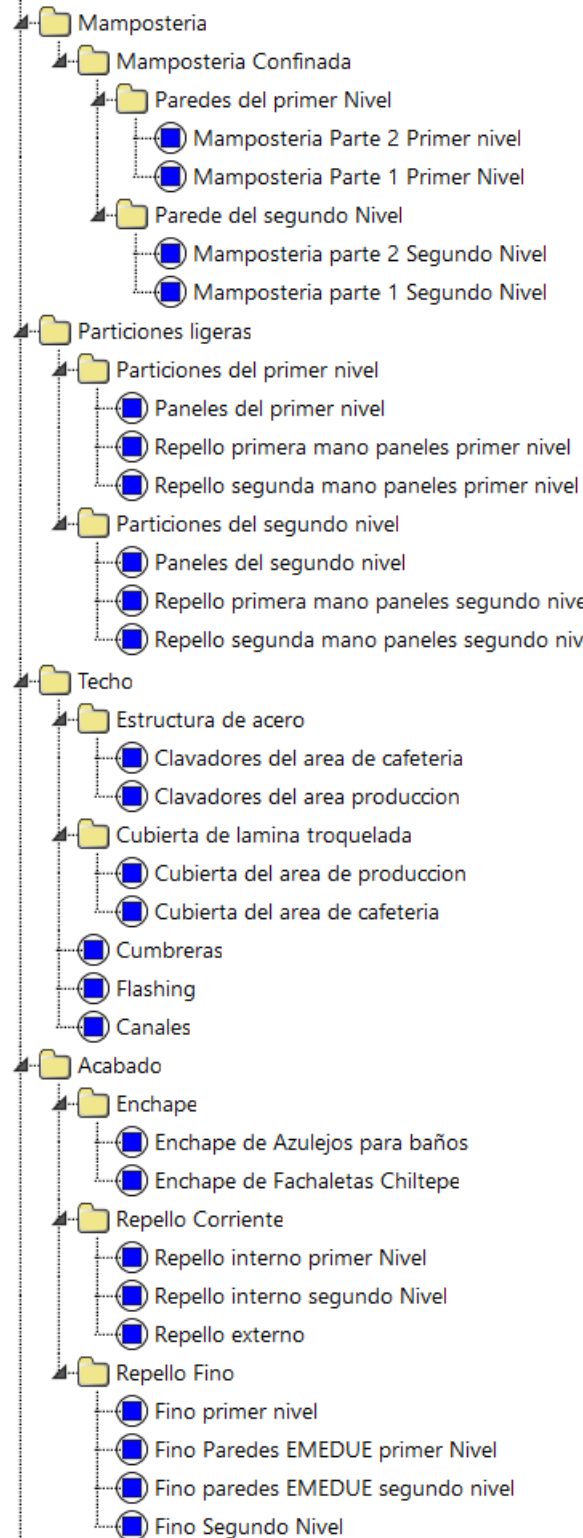 Mamposteria
Mamposteria Confinada
Paredes del primer Nivel
Mamposteria Parte 2 Primer nivel
Mamposteria Parte 1 Primer Nivel
Parede del segundo Nivel
Mamposteria parte 2 Segundo Nivel
Mamposteria parte 1 Segundo Nivel
Particiones ligeras
Particiones del primer nivel
Paneles del primer nivel
Repello primera mano paneles primer nivel
Repello segunda mano paneles primer nivel
Particiones del segundo nivel
Paneles del segundo nivel
Repello primera mano paneles segundo nive
Repello segunda mano paneles segundo niv
Techo
Estructura de acero
Clavadores del area de cafeteria
Clavadores del area produccion
Cubierta de lamina troquelada
Cubierta del area de produccion
Cubierta del area de cafeteria
Cumbreras
Flashing
Canales
Acabado
Enchape
Enchape de Azulejos para baños
Enchape de Fachaletas Chiltepe
Repello Corriente
Repello interno primer Nivel
Repello interno segundo Nivel
Repello externo
Repello Fino
Fino primer nivel
Fino Paredes EMEDUE primer Nivel
Fino paredes EMEDUE segundo nivel
Fino Segundo Nivel